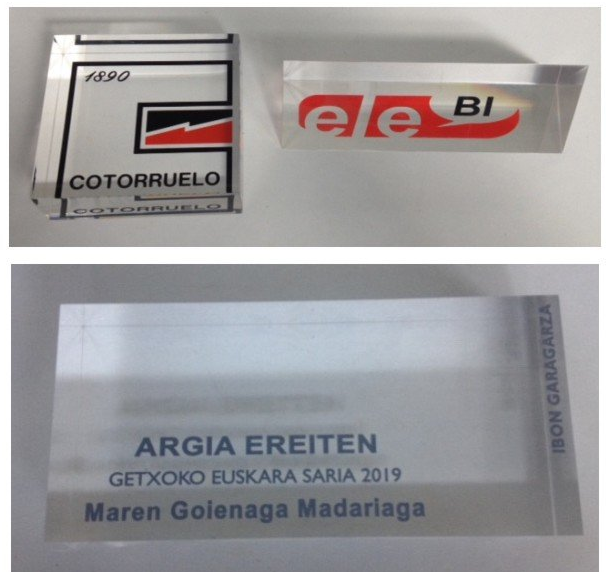 1890
COTORRUELO
COTORRUELO
ele BI
ARGIA EREITEN
GETXOKO EUSKARA SARIA 2019
Maren Goienaga Madariaga
IBON GARAGARZA